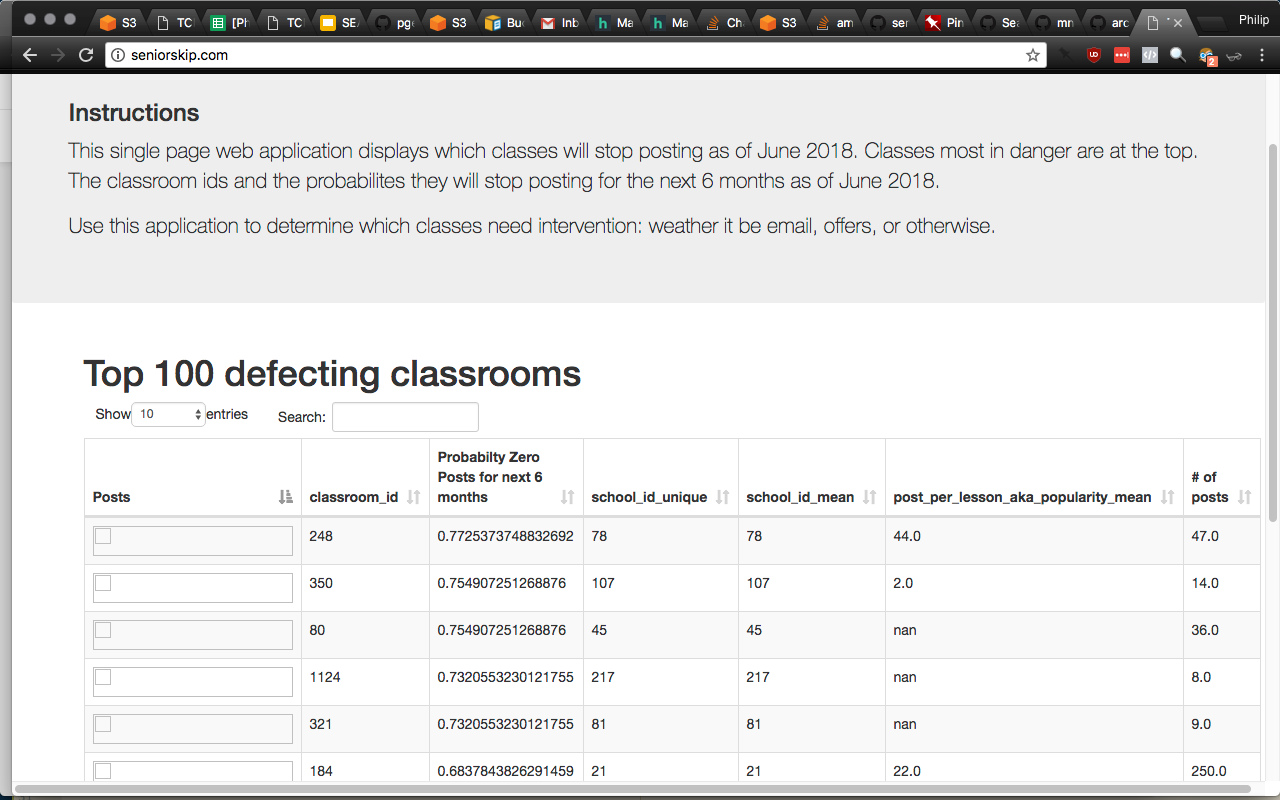 S3 TC [Ph TC SE pge S3 Bu Inb Ma Ma Ch S3 am ser Pin Sea mn arc Philip
seniorskip.com
2
Instructions
This single page web application displays which classes will stop posting as of June 2018. Classes most in danger are at the top.
The classroom ids and the probabilites they will stop posting for the next 6 months as of June 2018.
Use this application to determine which classes need intervention: weather it be email, offers, or otherwise.
Top 100 defecting classrooms
Show 10 entries Search:
Posts classroom_id Probabilty Zero Posts for next 6 months school_id_unique school_id_mean post_per_lesson_aka_popularity_mean # of posts
248 0.7725373748832692 78 78 44.0 47.0
350 0.754907251268876 107 107 2.0 14.0
80 0.754907251268876 45 45 nan 36.0
1124 0.7320553230121755 217 217 nan 8.0
321 0.7320553230121755 81 81 nan 9.0
184 0.6837843826291459 21 21 22.0 250.0